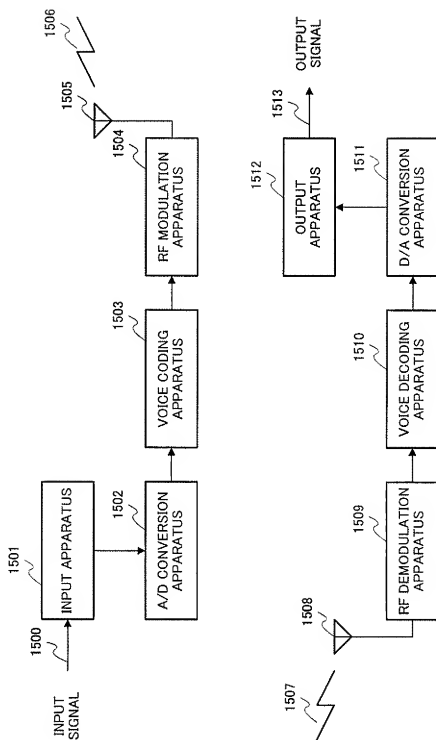 INPUT
SIGNAL
1500
1501
INPUT APPARATUS
1502
A/D CONVERSION
APPARATUS
1503
VOICE CODING
APPARATUS
1504
RF MODULATION
APPARATUS
1505
1506
1507
1508
1509
RF DEMODULATION
APPARATUS
1510
VOICE DECODING
APPARATUS
1511
D/A CONVERSION
APPARATUS
1512
OUTPUT
APPARATUS
1513
OUTPUT
SIGNAL